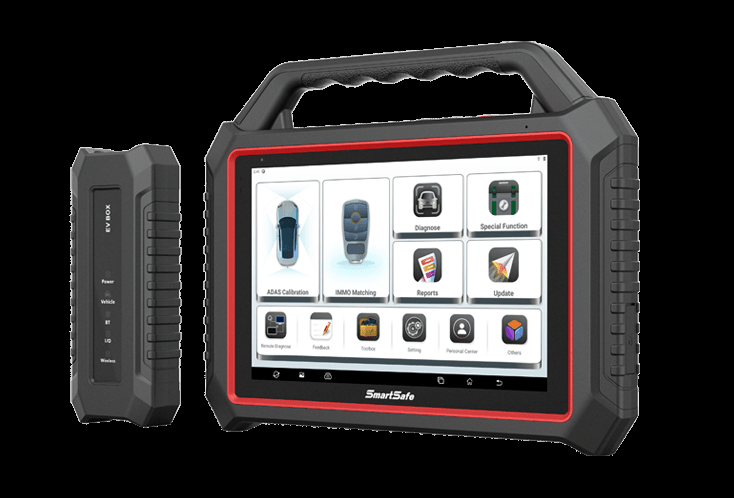 EV BOX
Power
Vehicle
BT
I/O
Wireless
ADAS Calibration
IMMO Matching
Diagnose
Special Function
Reports
Update
Remote Diagnose
Feedback
Toolbox
Setting
Personal Center
Others
SmartSafe